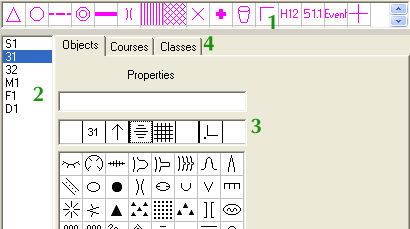 H12 51.1 Event
1
S1
31
32
M1
F1
D1
2
Objects Courses Classes
4
Properties
31
3